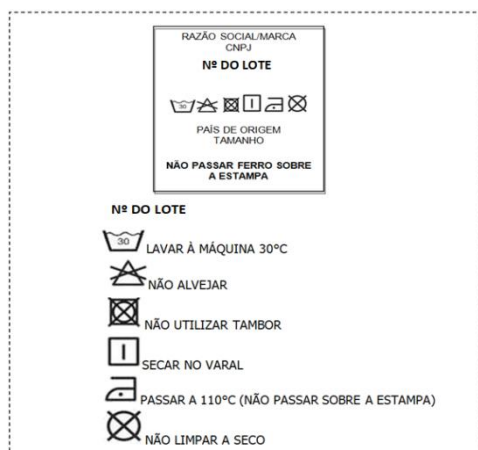 RAZÃO SOCIAL/MARCA
CNPJ
Nº DO LOTE
30
PAÍS DE ORIGEM
TAMANHO
NÃO PASSAR FERRO SOBRE
A ESTAMPA
Nº DO LOTE
30
LAVAR À MÁQUINA 30°C
NÃO ALVEJAR
NÃO UTILIZAR TAMBOR
SECAR NO VARAL
PASSAR A 110°C (NÃO PASSAR SOBRE A ESTAMPA)
NÃO LIMPAR A SECO